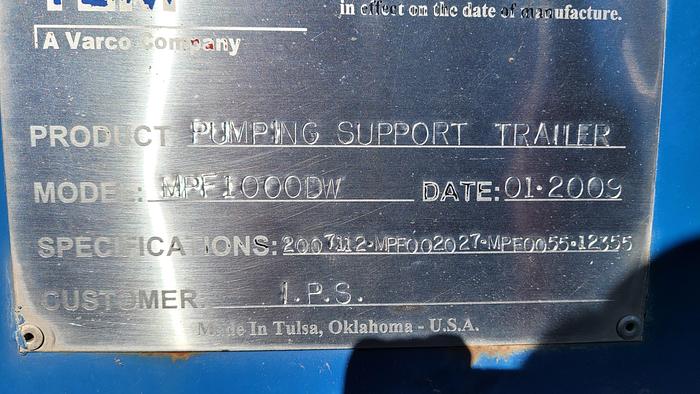 in effect on the date of manufacture.
A Varco Company
PRODUCT PUMPING SUPPORT TRAILER
MODEL: MPF1000DW DATE: 01-2009
SPECIFICATIONS: 2007112-MPF002027-MPF0055-12355
CUSTOMER: I.P.S.
Made In Tulsa, Oklahoma - U.S.A.